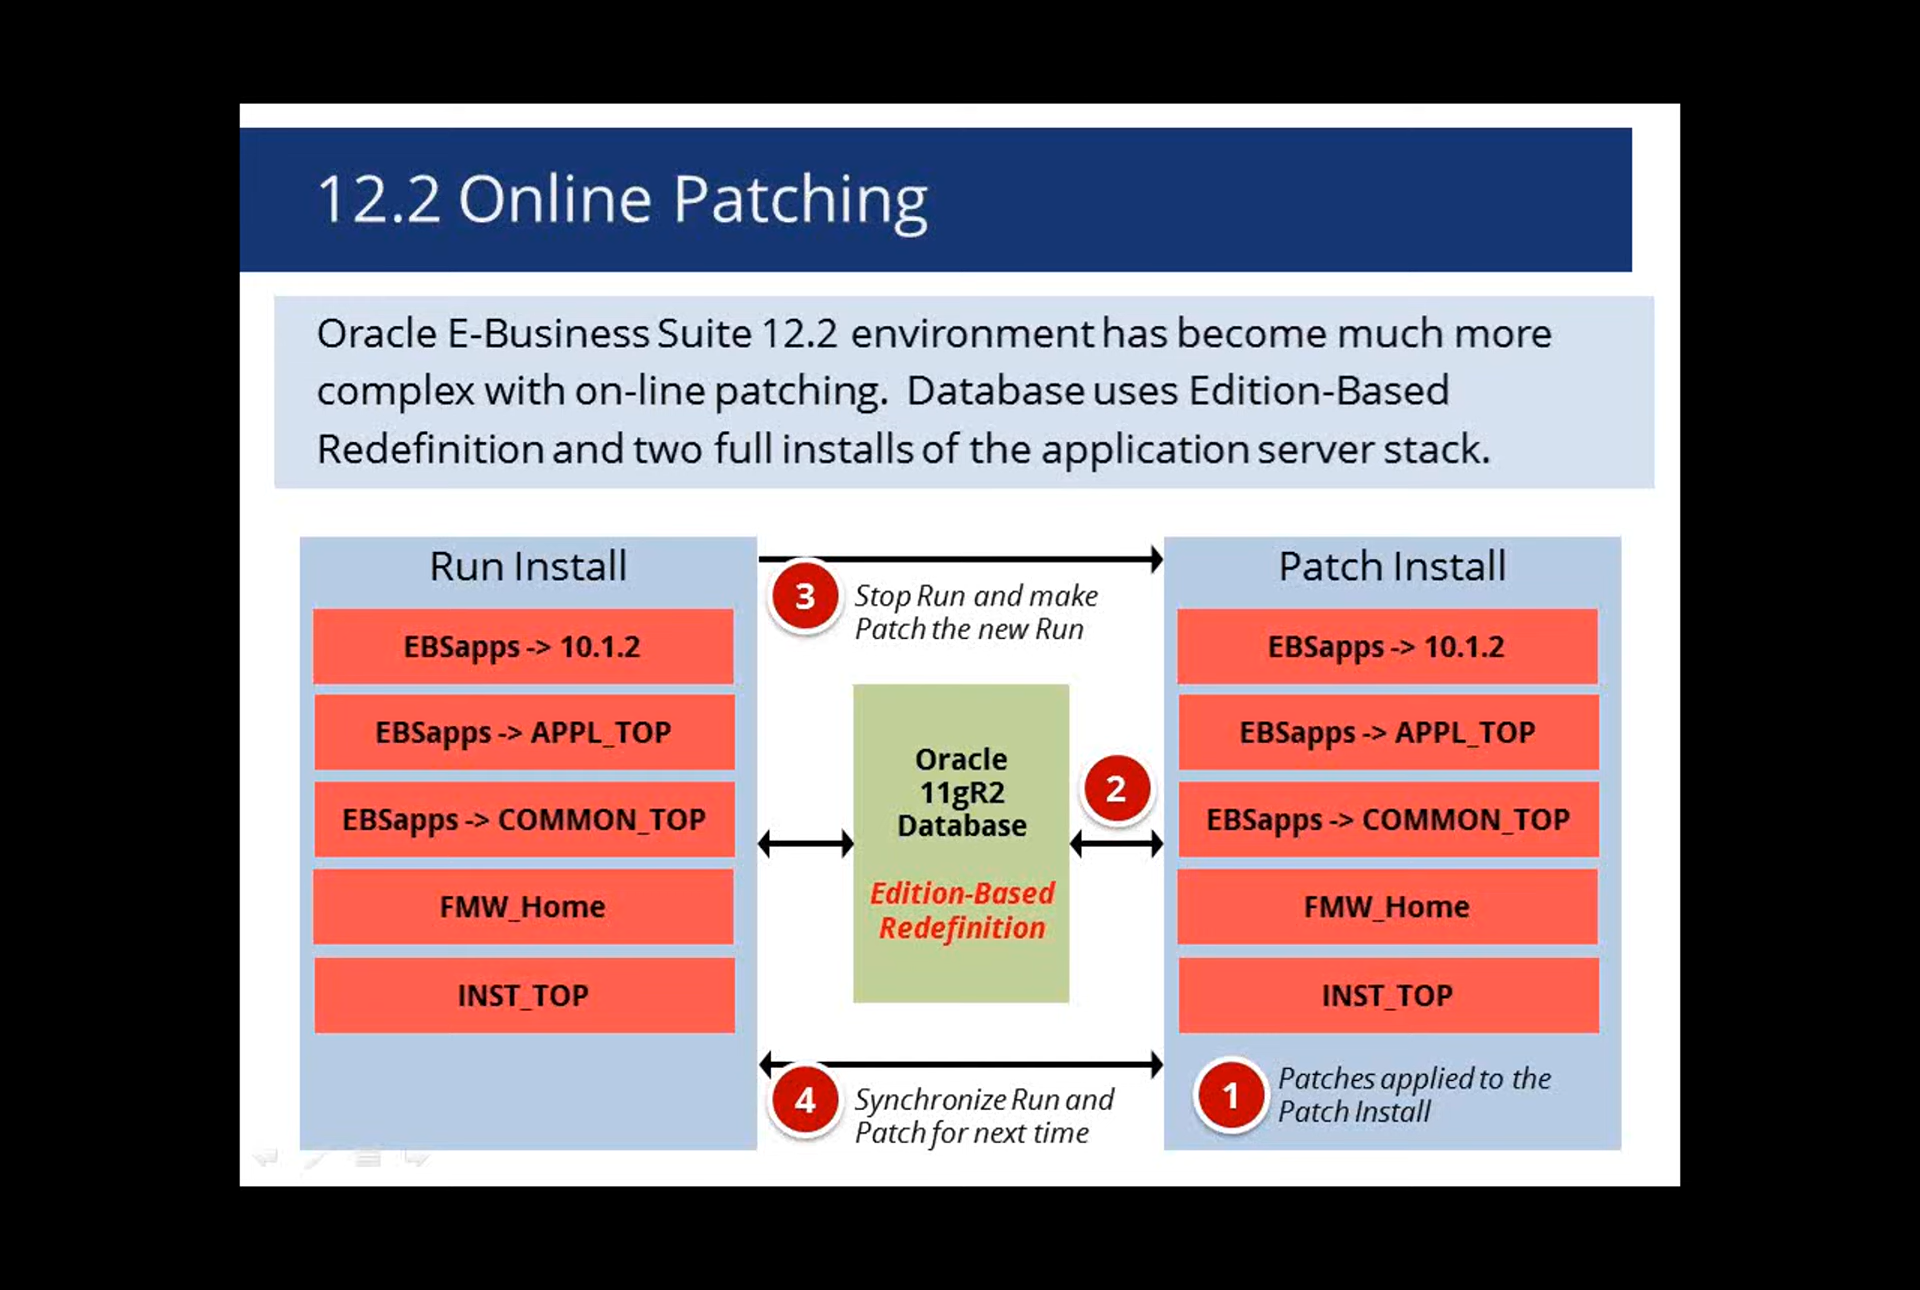 12.2 Online Patching
Oracle E-Business Suite 12.2 environment has become much more
complex with on-line patching. Database uses Edition-Based
Redefinition and two full installs of the application server stack.
Run Install
EBSapps -> 10.1.2
EBSapps -> APPL_TOP
EBSapps -> COMMON_TOP
FMW_Home
INST_TOP
3
Stop Run and make
Patch the new Run
Oracle
11gR2
Database
Edition-Based
Redefinition
2
4
Synchronize Run and
Patch for next time
Patch Install
EBSapps -> 10.1.2
EBSapps -> APPL_TOP
EBSapps -> COMMON_TOP
FMW_Home
INST_TOP
1
Patches applied to the
Patch Install